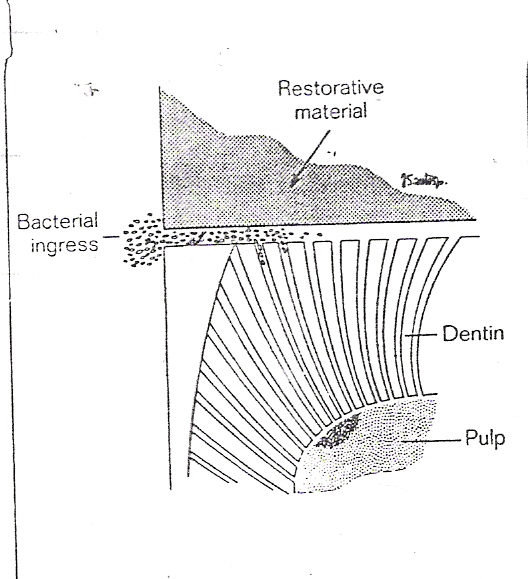 Restorative
material
Bacterial
ingress
Dentin
Pulp